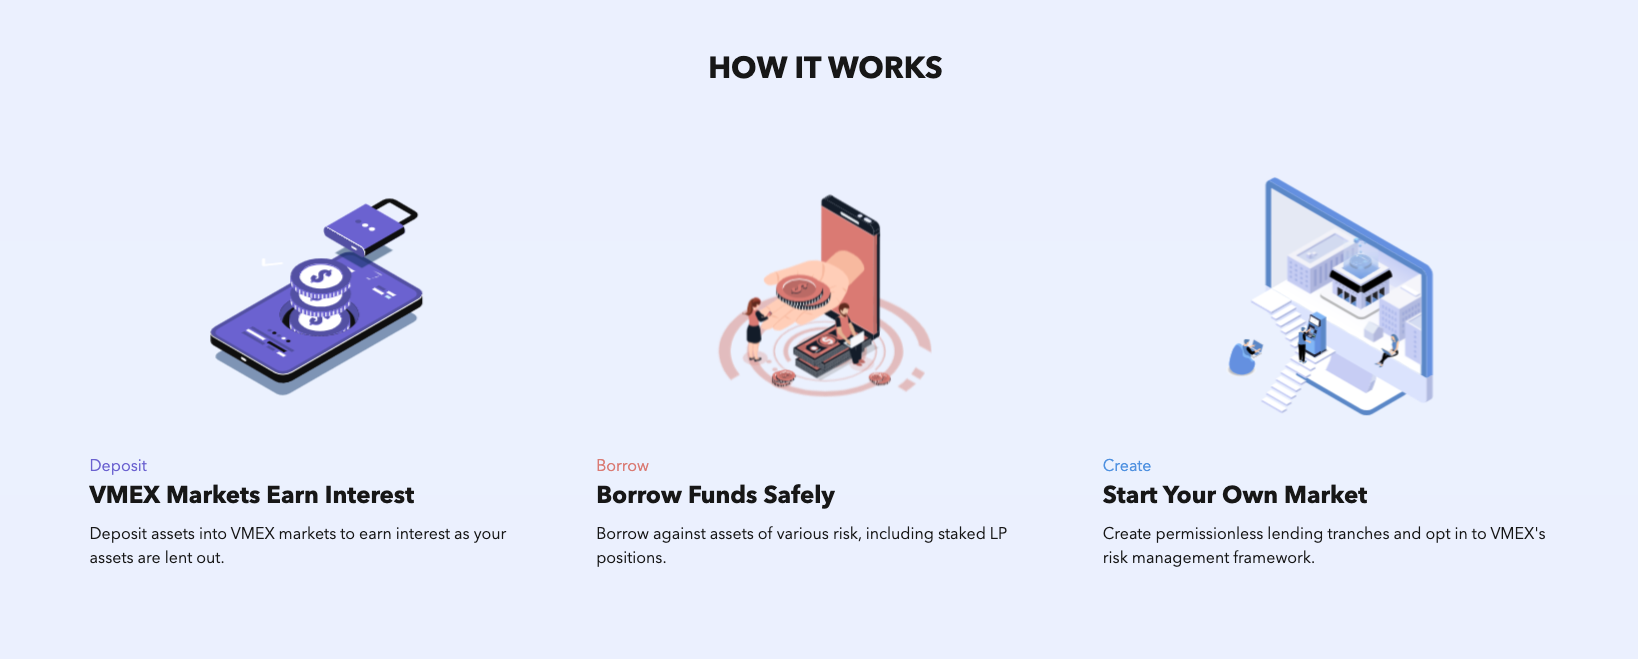 HOW IT WORKS
Deposit
VMEX Markets Earn Interest
Deposit assets into VMEX markets to earn interest as your
assets are lent out.
Borrow
Borrow Funds Safely
Borrow against assets of various risk, including staked LP
positions.
Create
Start Your Own Market
Create permissionless lending tranches and opt in to VMEX's
risk management framework.